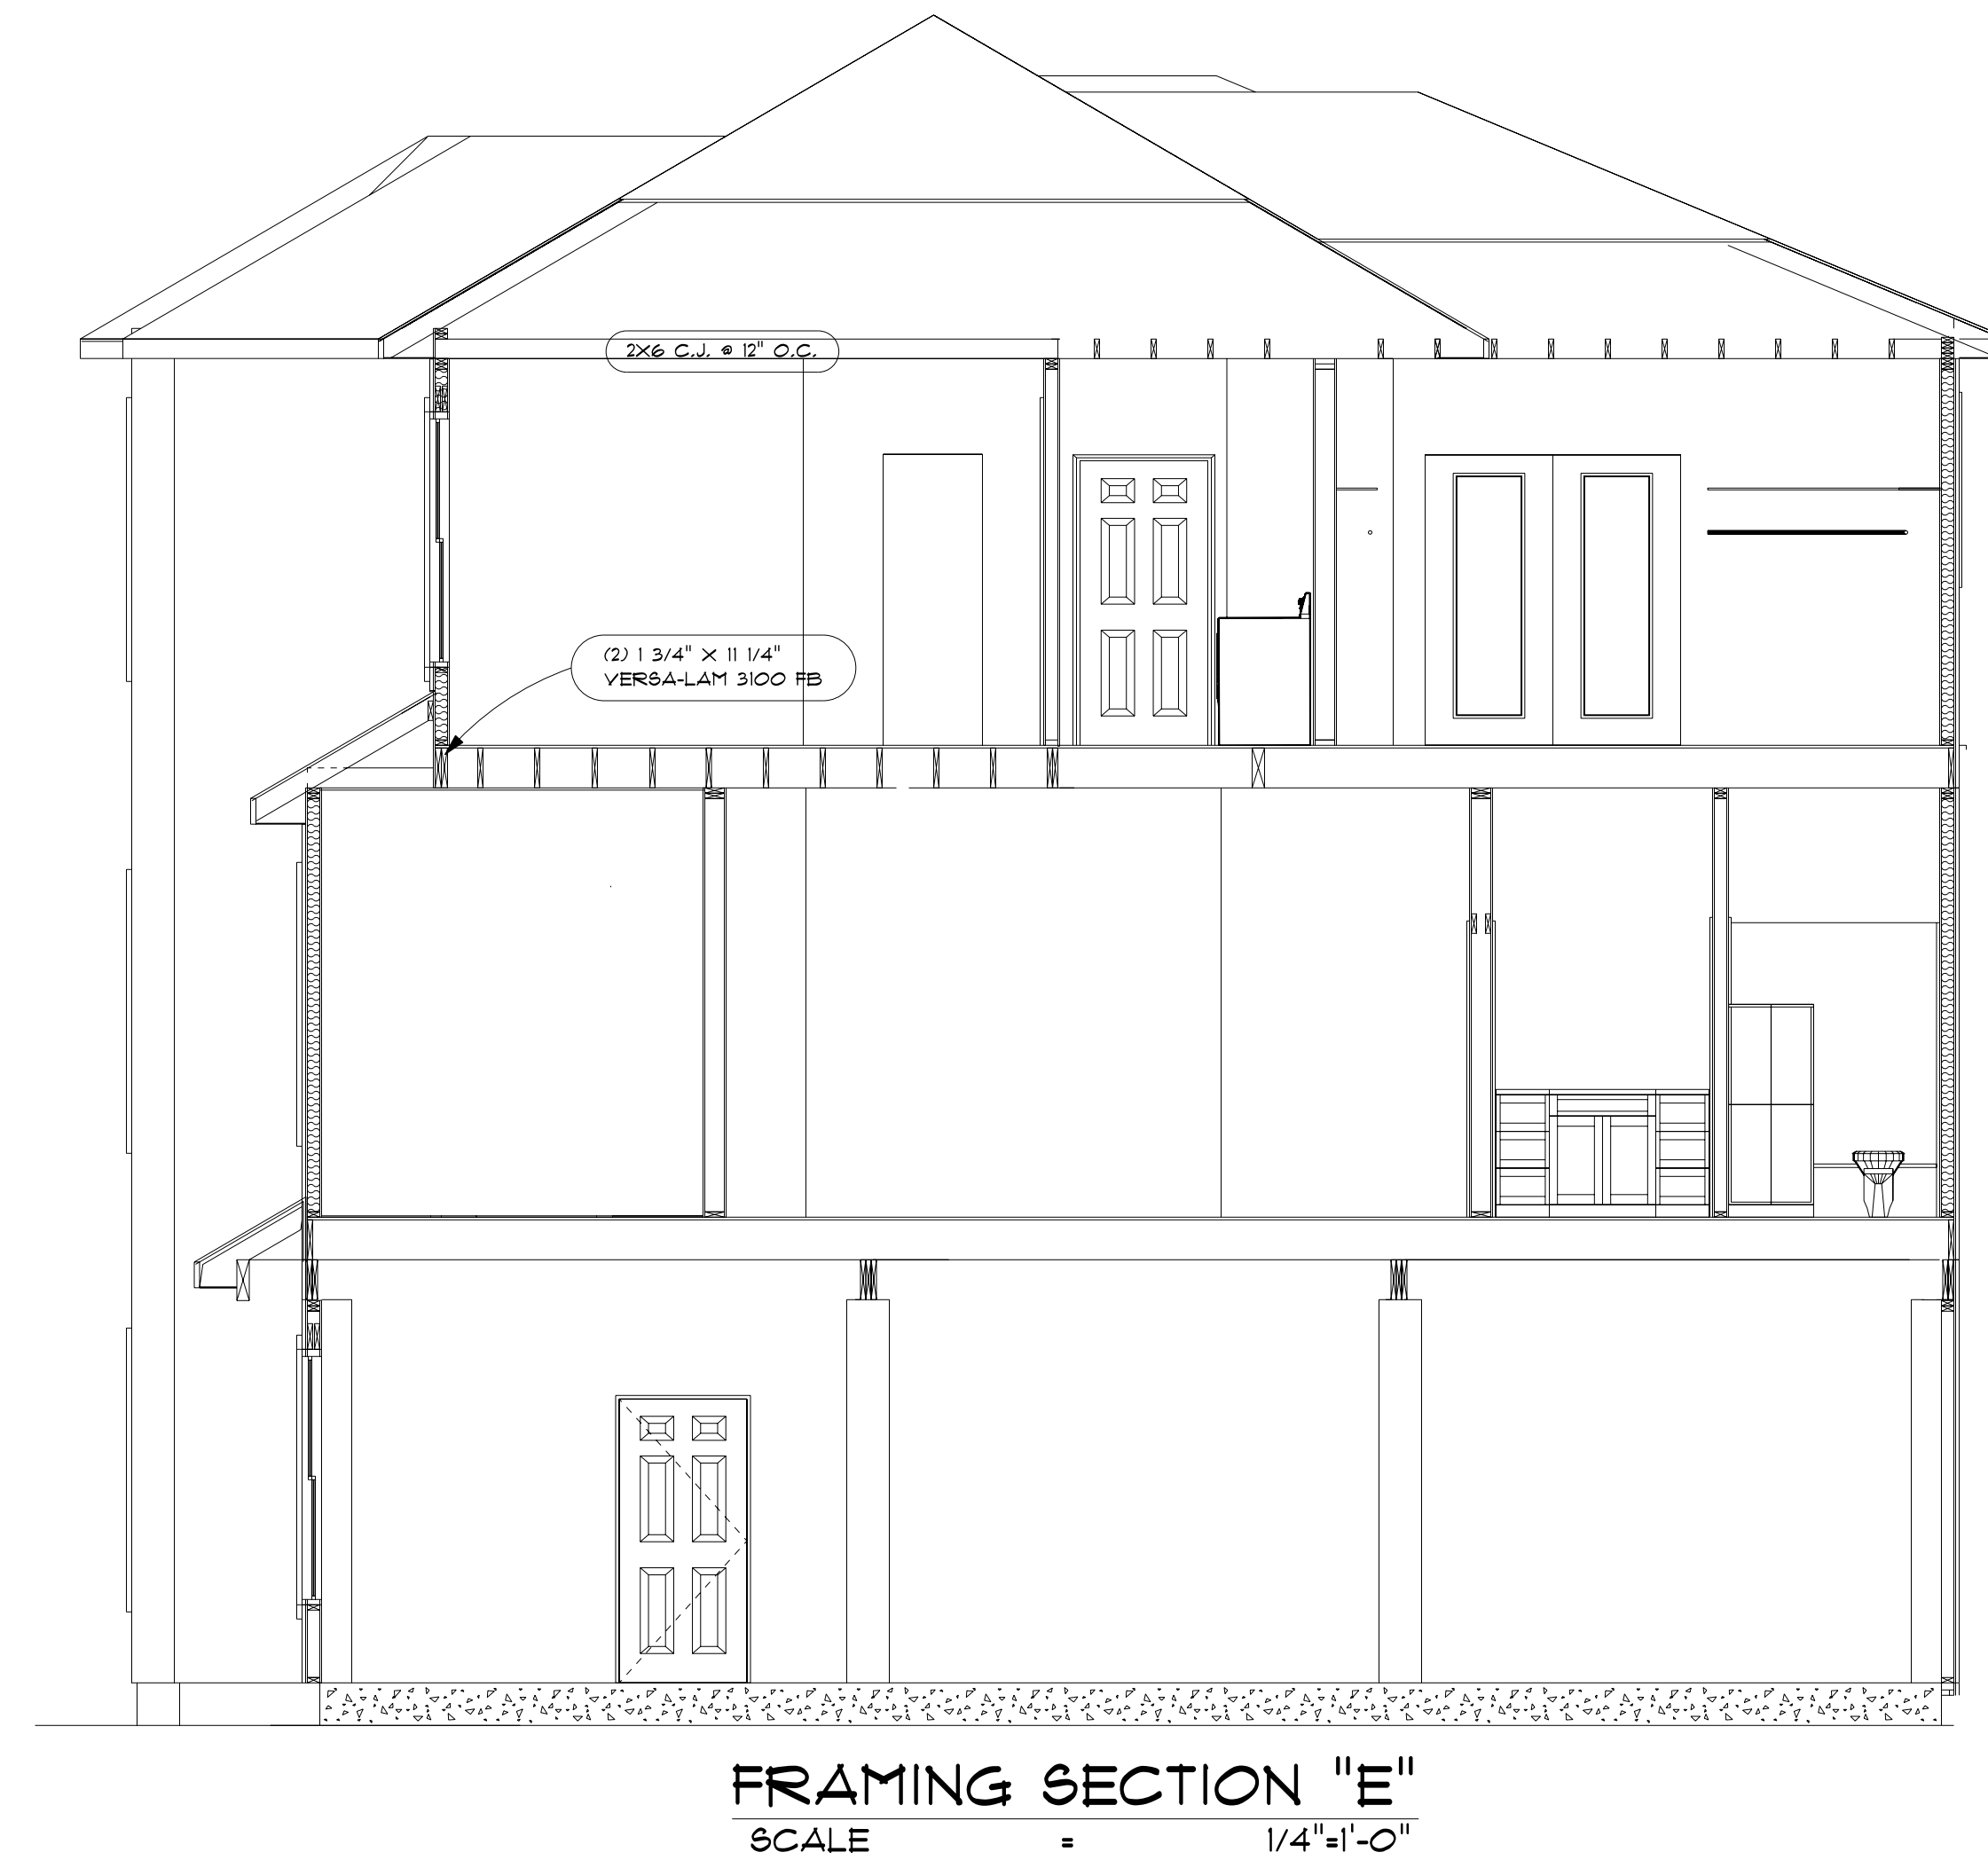 2X6 C.J. @ 12" O.C.
(2) 1 3/4" X 11 1/4"
VERSA-LAM 3100 FB
FRAMING SECTION "E"
SCALE = 1/4"=1'-0"